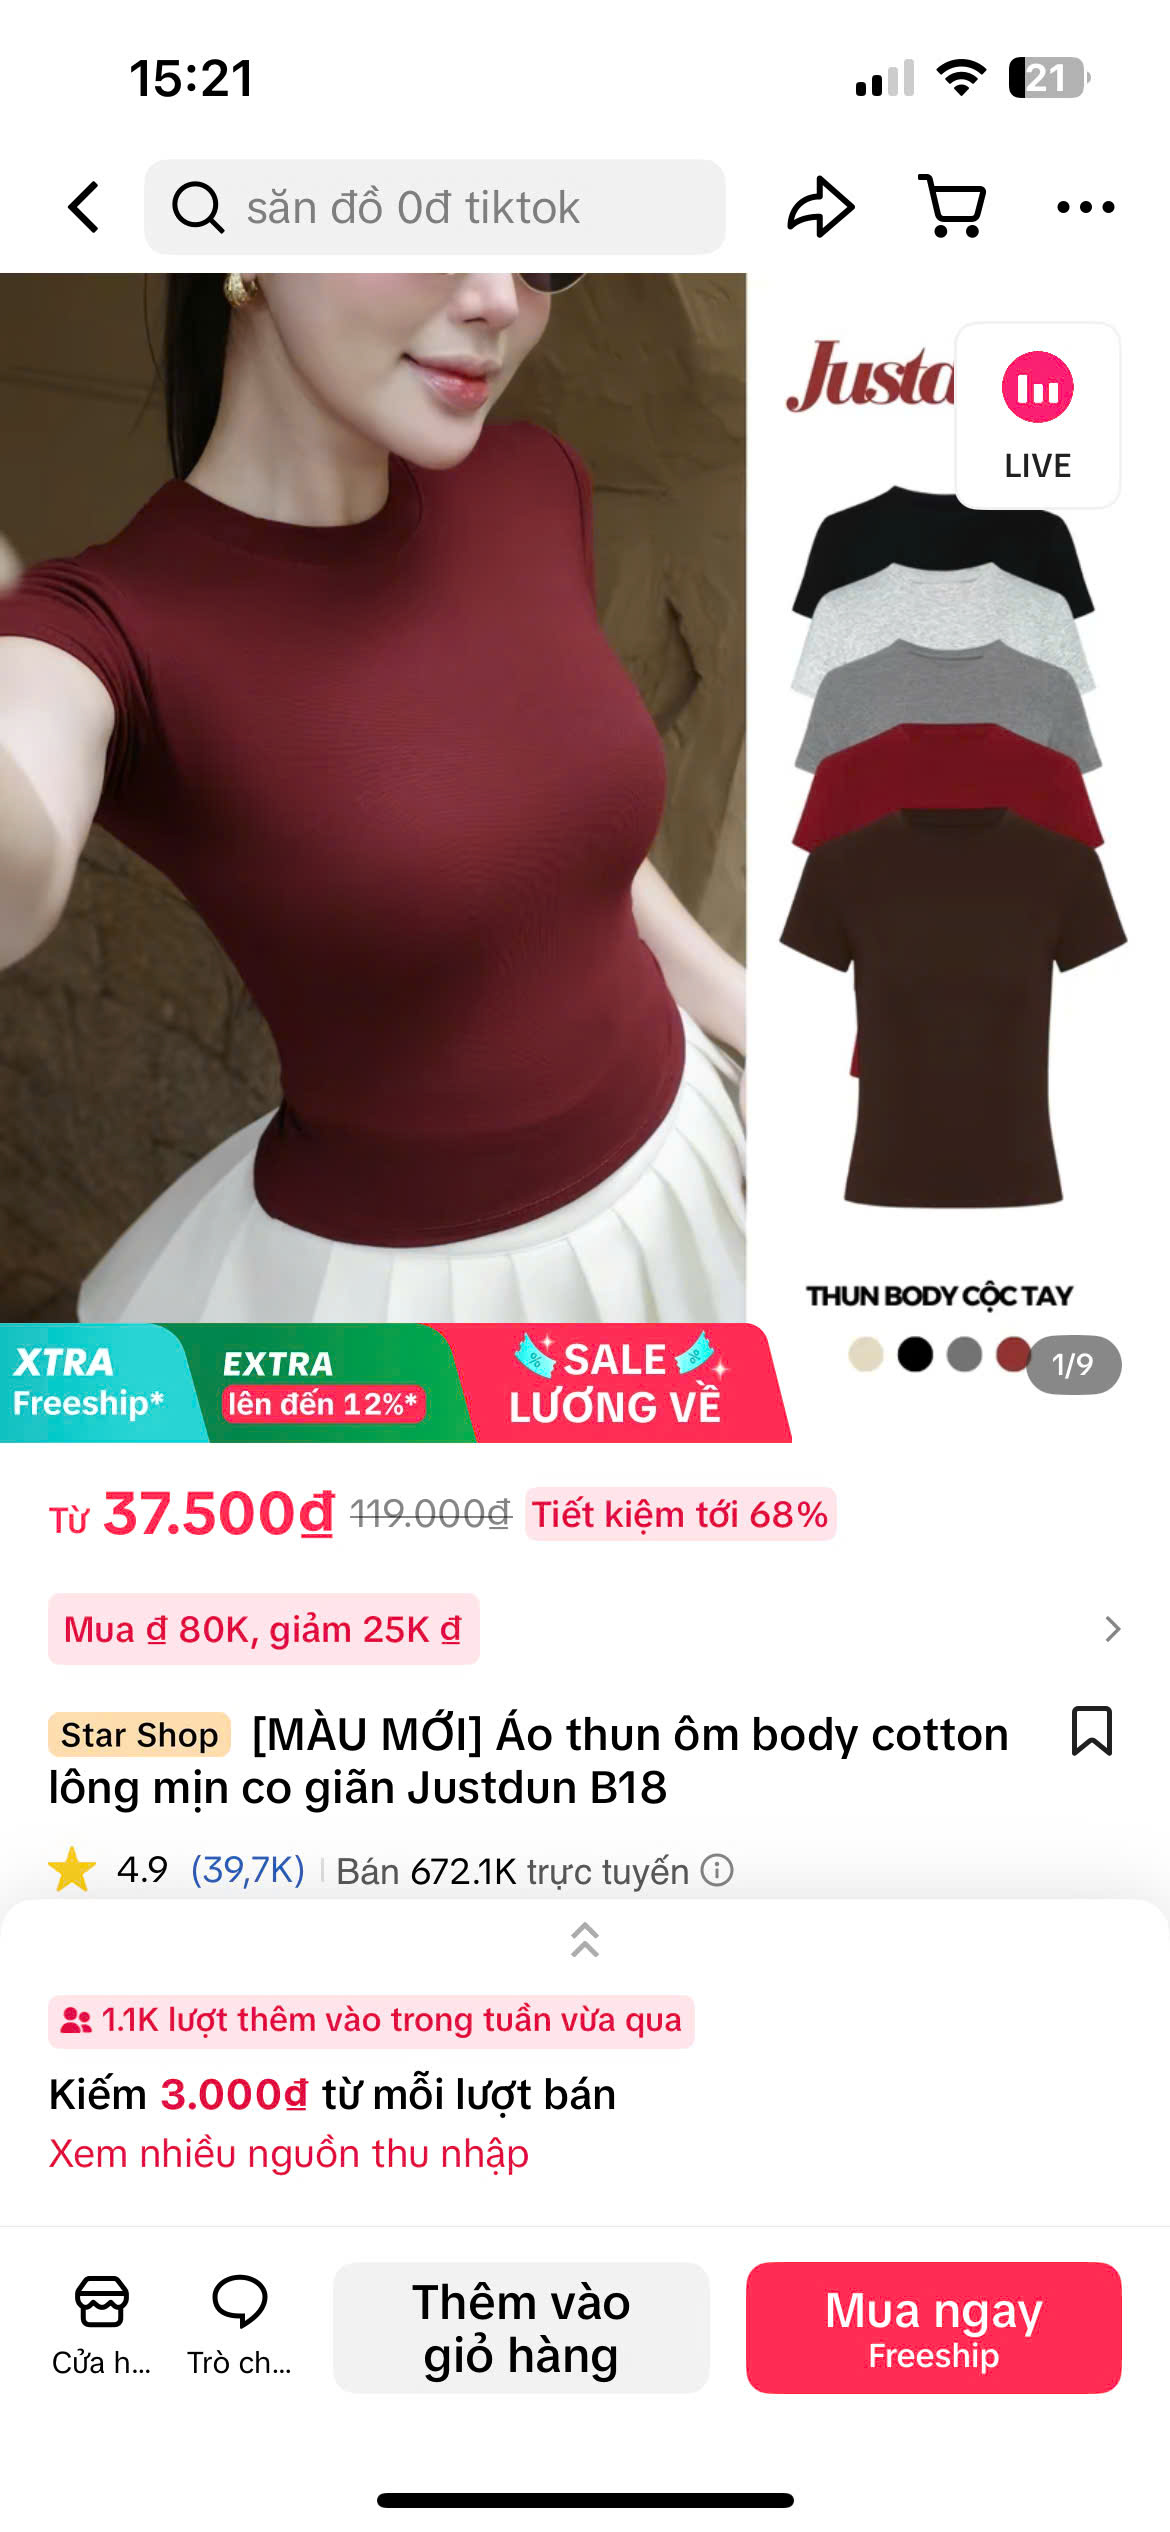 15:21
21
săn đồ 0đ tiktok
LIVE
THUN BODY CỘC TAY
1/9
XTRA
Freeship*
EXTRA
lên đến 12%*
SALE
LƯƠNG VỀ
Từ 37.500₫ 119.000₫ Tiết kiệm tới 68%
Mua ₫ 80K, giảm 25K ₫
Star Shop [MÀU MỚI] Áo thun ôm body cotton
lông mịn co giãn Justdun B18
4.9 (39,7K) Bán 672.1K trực tuyến
1.1K lượt thêm vào trong tuần vừa qua
Kiếm 3.000₫ từ mỗi lượt bán
Xem nhiều nguồn thu nhập
Cửa h...
Trò ch...
Thêm vào
giỏ hàng
Mua ngay
Freeship